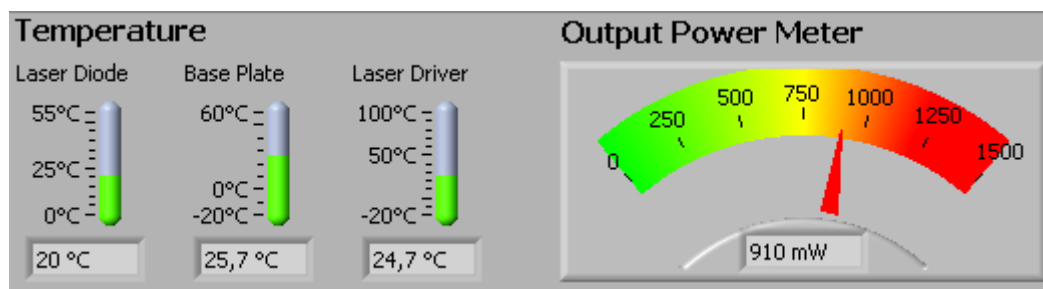 Temperature
Laser Diode
55°C
25°C
0°C
20 °C
Base Plate
60°C
0°C
-20°C
25,7 °C
Laser Driver
100°C
50°C
-20°C
24,7 °C
Output Power Meter
0
250
500
750
1000
1250
1500
910 mW